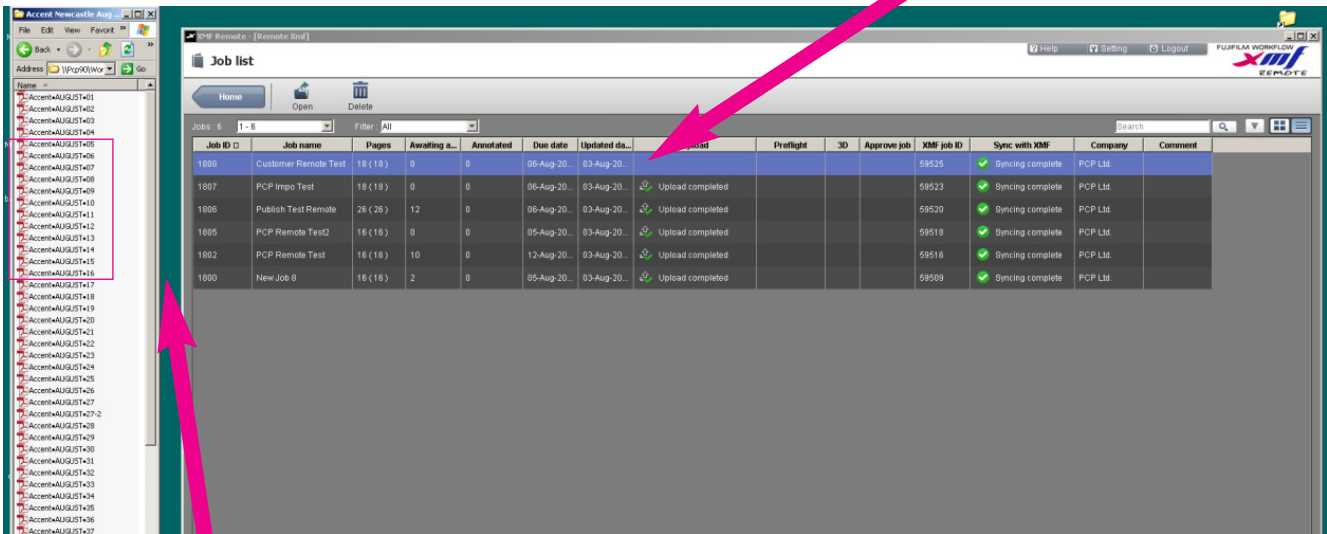 Accent Newcastle Aug ...
File Edit View Favorit »
Back »
Address \\Pcp90\Wor Go
Name
Accent•AUGUST•01
Accent•AUGUST•02
Accent•AUGUST•03
Accent•AUGUST•04
Accent•AUGUST•05
Accent•AUGUST•06
Accent•AUGUST•07
Accent•AUGUST•08
Accent•AUGUST•09
Accent•AUGUST•10
Accent•AUGUST•11
Accent•AUGUST•12
Accent•AUGUST•13
Accent•AUGUST•14
Accent•AUGUST•15
Accent•AUGUST•16
Accent•AUGUST•17
Accent•AUGUST•18
Accent•AUGUST•19
Accent•AUGUST•20
Accent•AUGUST•21
Accent•AUGUST•22
Accent•AUGUST•23
Accent•AUGUST•24
Accent•AUGUST•25
Accent•AUGUST•26
Accent•AUGUST•27
Accent•AUGUST•27-2
Accent•AUGUST•28
Accent•AUGUST•29
Accent•AUGUST•30
Accent•AUGUST•31
Accent•AUGUST•32
Accent•AUGUST•33
Accent•AUGUST•34
Accent•AUGUST•35
Accent•AUGUST•36
Accent•AUGUST•37
XMF Remote - [Remote Xmf]
Job list
? Help Setting Logout
FUJIFILM WORKFLOW
xmf
REMOTE
Home Open Delete
Jobs : 6 1 - 6 Filter : All Search
Job ID Job name Pages Awaiting a... Annotated Due date Updated da... Preflight 3D Approve job XMF job ID Sync with XMF Company Comment
1808 Customer Remote Test 18 ( 18 ) 0 0 06-Aug-20... 03-Aug-20... 59525 Syncing complete PCP Ltd.
1807 PCP Impo Test 18 ( 18 ) 0 0 06-Aug-20... 03-Aug-20... Upload completed 59523 Syncing complete PCP Ltd.
1806 Publish Test Remote 26 ( 26 ) 12 0 06-Aug-20... 03-Aug-20... Upload completed 59520 Syncing complete PCP Ltd.
1805 PCP Remote Test2 16 ( 16 ) 0 0 05-Aug-20... 03-Aug-20... Upload completed 59518 Syncing complete PCP Ltd.
1802 PCP Remote Test 16 ( 16 ) 10 0 12-Aug-20... 03-Aug-20... Upload completed 59516 Syncing complete PCP Ltd.
1800 New Job 8 16 ( 16 ) 2 0 05-Aug-20... 03-Aug-20... Upload completed 59509 Syncing complete PCP Ltd.